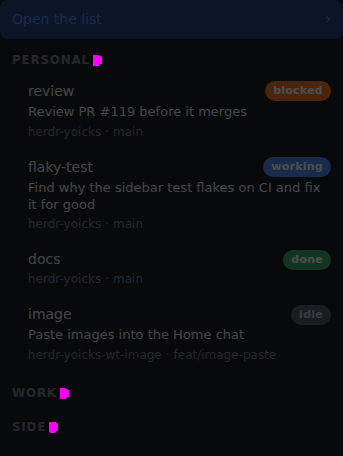 Open the list ›
PERSONAL
review blocked
Review PR #119 before it merges
herdr-yoicks · main
flaky-test working
Find why the sidebar test flakes on CI and fix
it for good
herdr-yoicks · main
docs done
herdr-yoicks · main
image idle
Paste images into the Home chat
herdr-yoicks-wt-image · feat/image-paste
WORK
SIDE